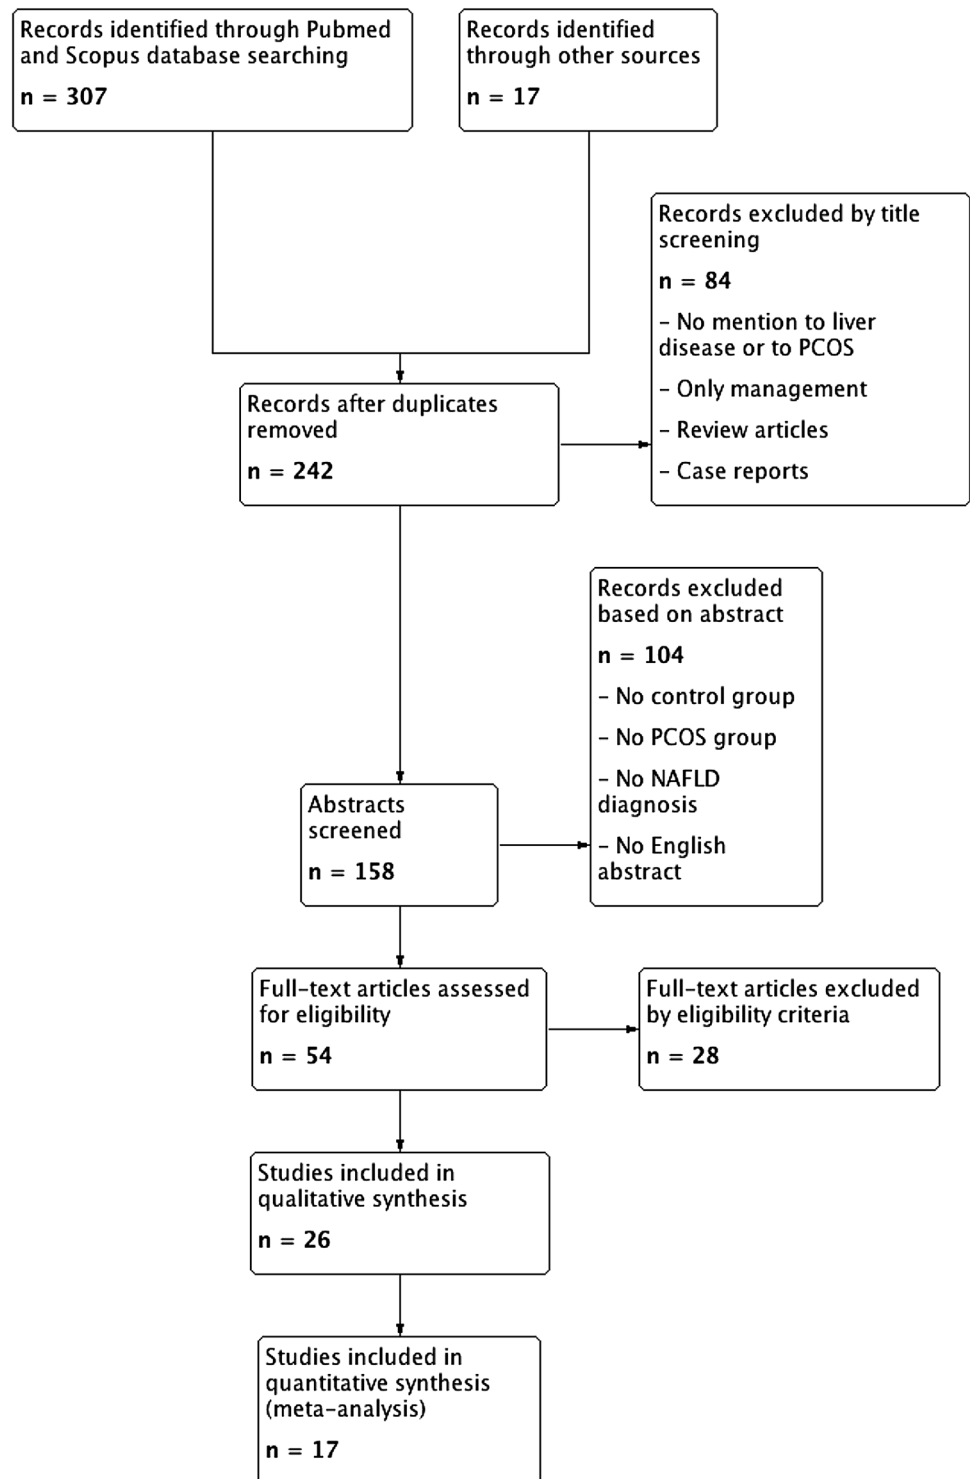 Records identified through Pubmed
and Scopus database searching
n = 307
Records identified
through other sources
n = 17
Records excluded by title
screening
n = 84
– No mention to liver
disease or to PCOS
– Only management
– Review articles
– Case reports
Records after duplicates
removed
n = 242
Records excluded
based on abstract
n = 104
– No control group
– No PCOS group
– No NAFLD
diagnosis
– No English
abstract
Abstracts
screened
n = 158
Full–text articles assessed
for eligibility
n = 54
Full–text articles excluded
by eligibility criteria
n = 28
Studies included in
qualitative synthesis
n = 26
Studies included in
quantitative synthesis
(meta–analysis)
n = 17